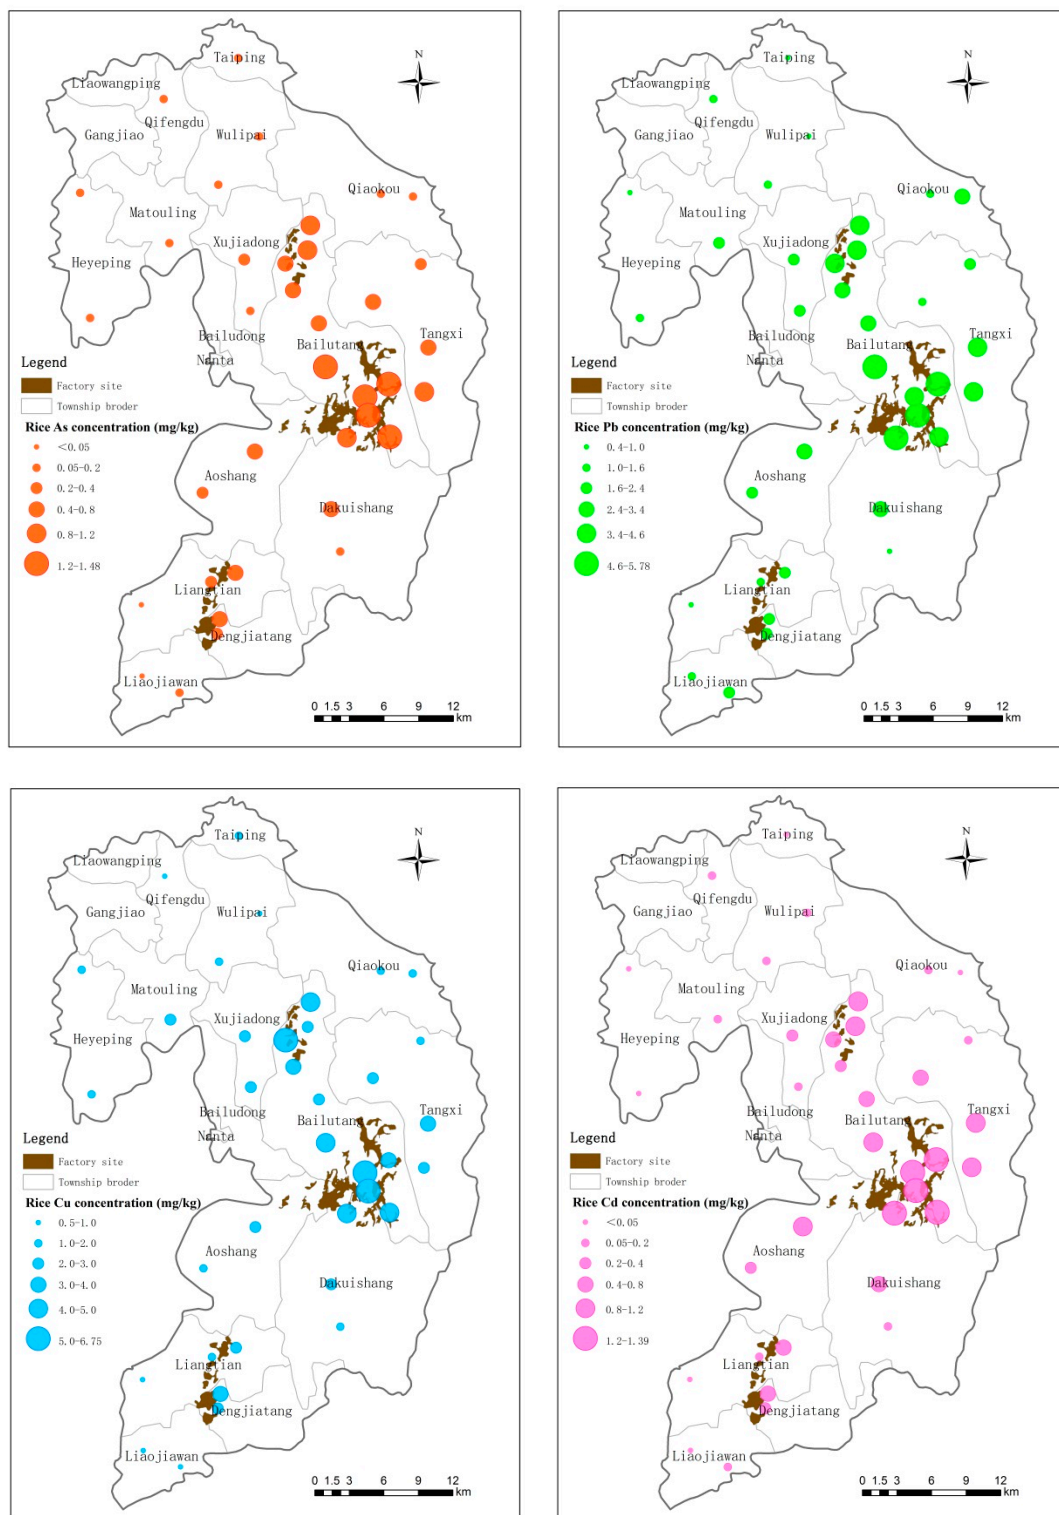 Taiping
N
Liaowangping
Qifengdu
Gangjiao
Wulipai
Qiaokou
Matouling
Xujiadong
Heyeping
Bailudong
Bailutang
Tangxi
Nanta
Legend
Factory site
Township broder
Rice As concentration (mg/kg)
<0.05
0.05-0.2
0.2-0.4
0.4-0.8
0.8-1.2
1.2-1.48
Aoshang
Dakuishang
Liangtian
Dengjiatang
Liaojiawan
0 1.5 3 6 9 12
km
Taiping
N
Liaowangping
Qifengdu
Gangjiao
Wulipai
Qiaokou
Matouling
Xujiadong
Heyeping
Bailudong
Bailutang
Tangxi
Nanta
Legend
Factory site
Township broder
Rice Pb concentration (mg/kg)
0.4-1.0
1.0-1.6
1.6-2.4
2.4-3.4
3.4-4.6
4.6-5.78
Aoshang
Dakuishang
Liangtian
Dengjiatang
Liaojiawan
0 1.5 3 6 9 12
km
Taiping
N
Liaowangping
Qifengdu
Gangjiao
Wulipai
Qiaokou
Matouling
Xujiadong
Heyeping
Bailudong
Bailutang
Tangxi
Nanta
Legend
Factory site
Township broder
Rice Cu concentration (mg/kg)
0.5-1.0
1.0-2.0
2.0-3.0
3.0-4.0
4.0-5.0
5.0-6.75
Aoshang
Dakuishang
Liangtian
Dengjiatang
Liaojiawan
0 1.5 3 6 9 12
km
Taiping
N
Liaowangping
Qifengdu
Gangjiao
Wulipai
Qiaokou
Matouling
Xujiadong
Heyeping
Bailudong
Bailutang
Tangxi
Nanta
Legend
Factory site
Township broder
Rice Cd concentration (mg/kg)
<0.05
0.05-0.2
0.2-0.4
0.4-0.8
0.8-1.2
1.2-1.39
Aoshang
Dakuishang
Liangtian
Dengjiatang
Liaojiawan
0 1.5 3 6 9 12
km